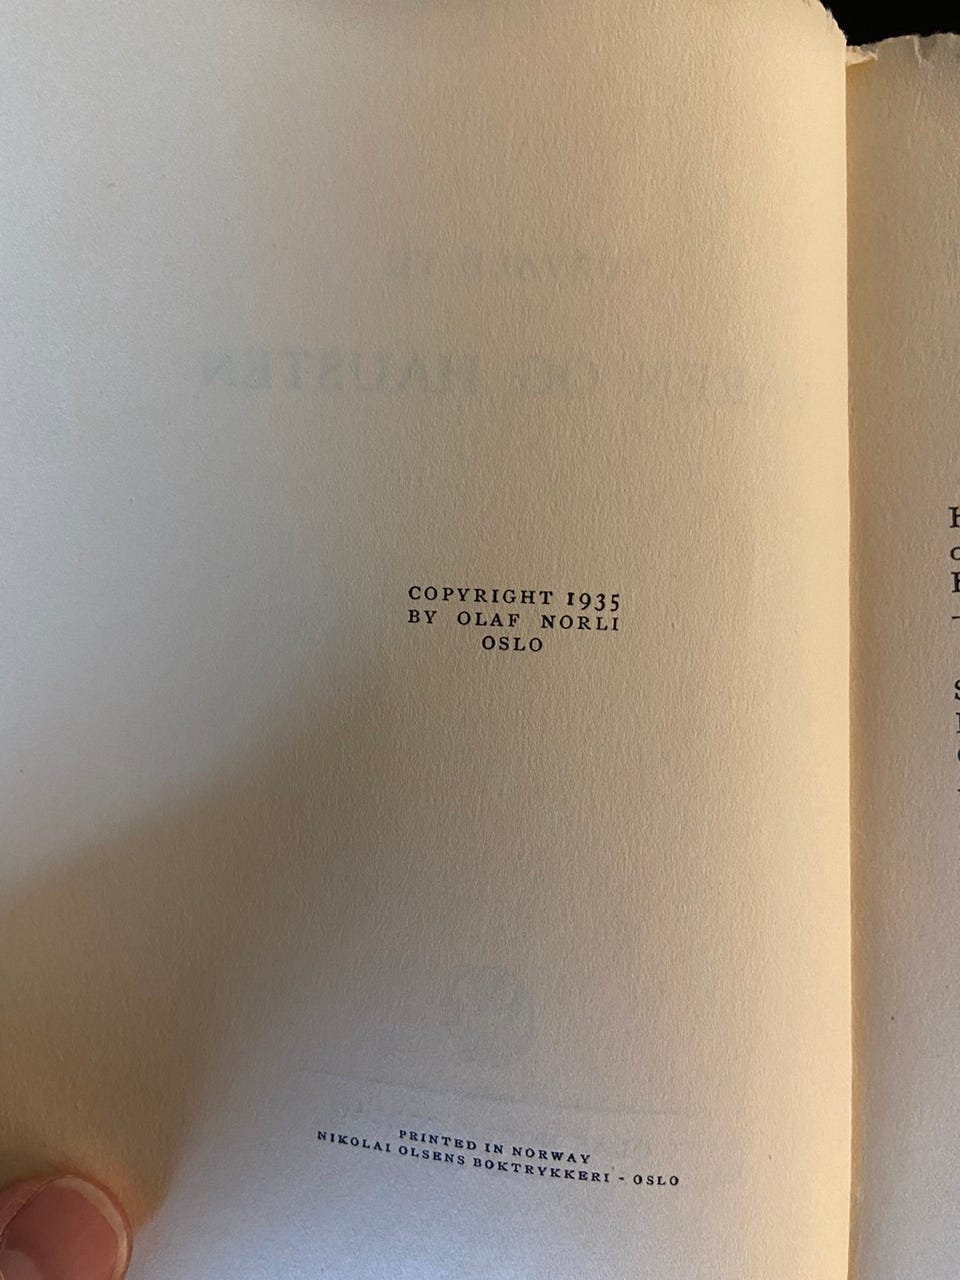 COPYRIGHT 1935
BY OLAF NORLI
OSLO
PRINTED IN NORWAY
NIKOLAI OLSENS BOKTRYKKERI - OSLO